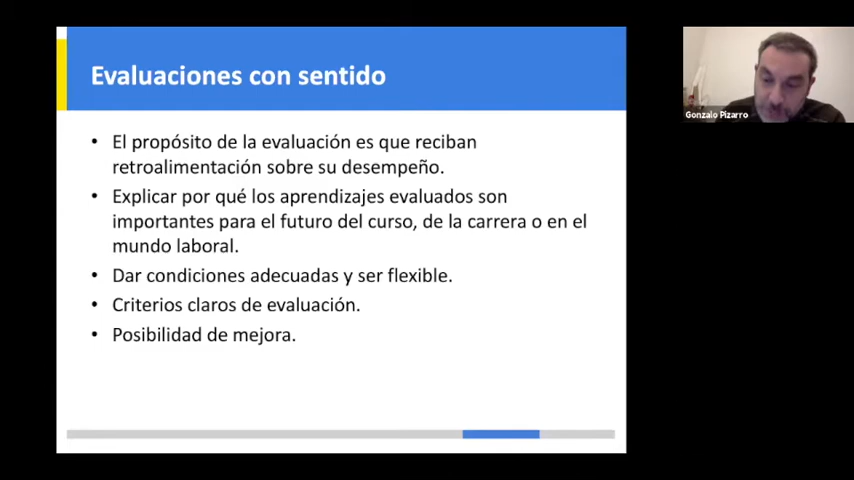 Evaluaciones con sentido
• El propósito de la evaluación es que reciban
retroalimentación sobre su desempeño.
• Explicar por qué los aprendizajes evaluados son
importantes para el futuro del curso, de la carrera o en el
mundo laboral.
• Dar condiciones adecuadas y ser flexible.
• Criterios claros de evaluación.
• Posibilidad de mejora.
Gonzalo Pizarro